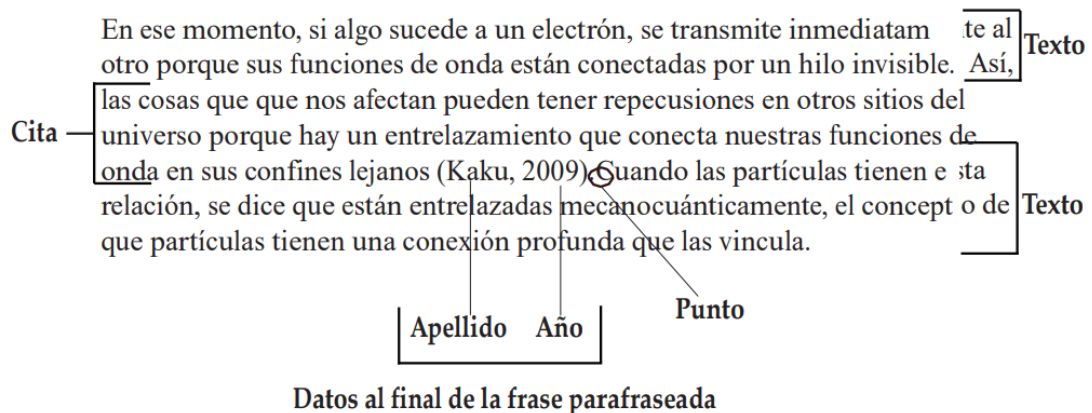 En ese momento, si algo sucede a un electrón, se transmite inmediatam te al
Texto
otro porque sus funciones de onda están conectadas por un hilo invisible. Así,
las cosas que que nos afectan pueden tener repecusiones en otros sitios del
Cita
universo porque hay un entrelazamiento que conecta nuestras funciones de
onda en sus confines lejanos (Kaku, 2009). Cuando las partículas tienen e sta
relación, se dice que están entrelazadas mecanocuánticamente, el concept o de
Texto
que partículas tienen una conexión profunda que las vincula.
Punto
Apellido Año
Datos al final de la frase parafraseada